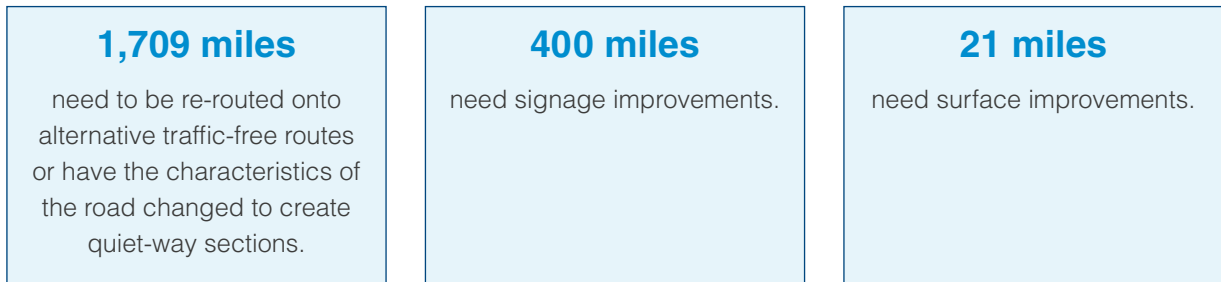 1,709 miles
need to be re-routed onto
alternative traffic-free routes
or have the characteristics of
the road changed to create
quiet-way sections.
400 miles
need signage improvements.
21 miles
need surface improvements.